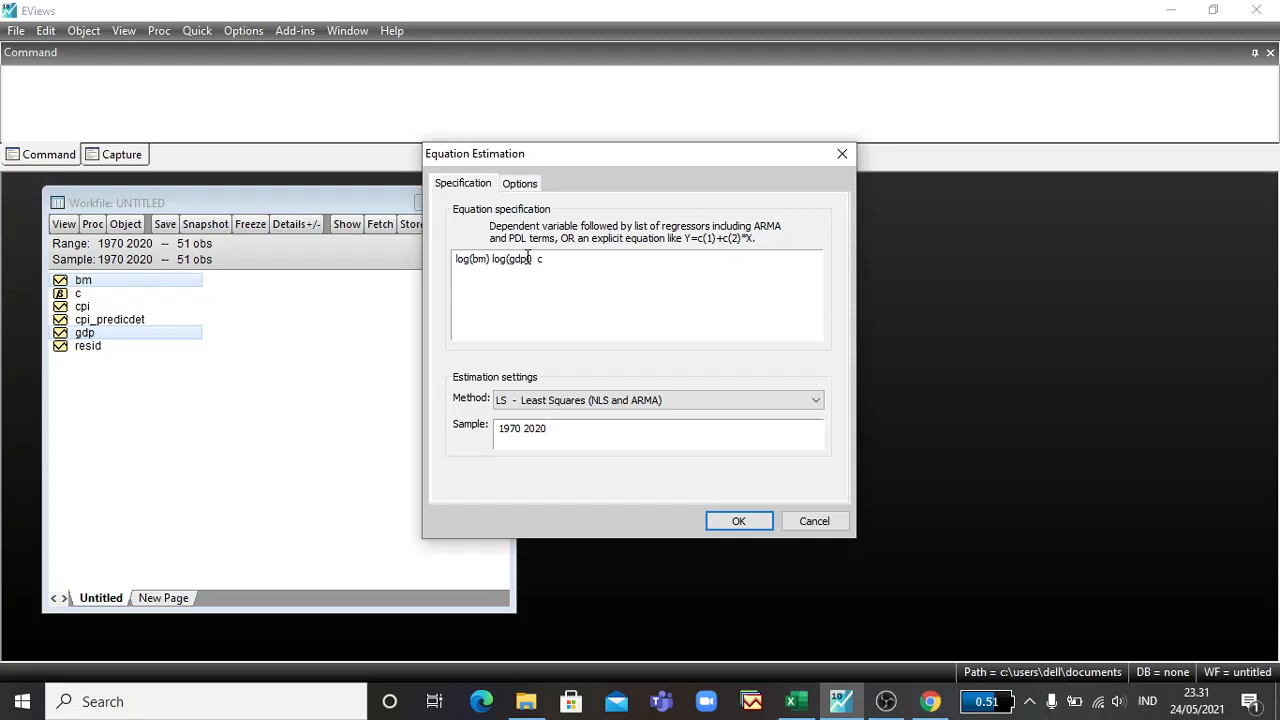 EViews
File Edit Object View Proc Quick Options Add-ins Window Help
Command
Command Capture
Workfile: UNTITLED
View Proc Object Save Snapshot Freeze Details+/- Show Fetch Stor
Range: 1970 2020 -- 51 obs
Sample: 1970 2020 -- 51 obs
bm
c
cpi
cpi_predicdet
gdp
resid
Untitled New Page
Equation Estimation
Specification Options
Equation specification
Dependent variable followed by list of regressors including ARMA
and PDL terms, OR an explicit equation like Y=c(1)+c(2)*X.
log(bm) log(gdp) c
Estimation settings
Method: LS - Least Squares (NLS and ARMA)
Sample: 1970 2020
OK Cancel
Path = c:\users\dell\documents DB = none WF = untitled
Search
10
0.51
IND
23.31
24/05/2021
1